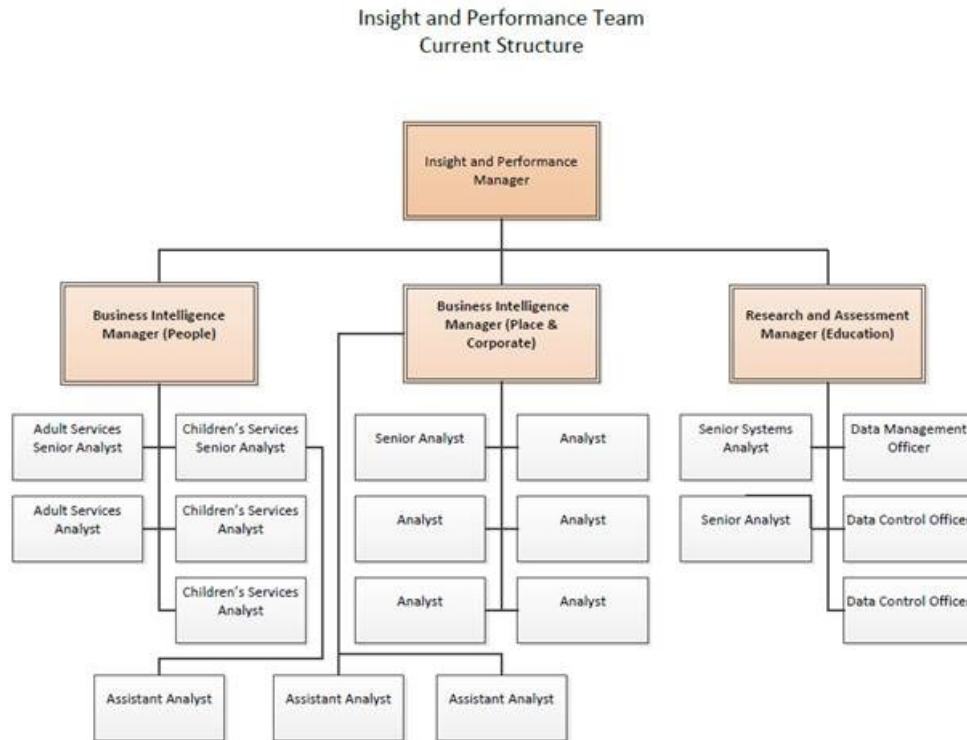 Insight and Performance Team
Current Structure
Insight and Performance
Manager
Business Intelligence
Manager (People)
Business Intelligence
Manager (Place &
Corporate)
Research and Assessment
Manager (Education)
Adult Services
Senior Analyst
Children's Services
Senior Analyst
Senior Analyst
Analyst
Senior Systems
Analyst
Data Management
Officer
Adult Services
Analyst
Children's Services
Analyst
Analyst
Analyst
Senior Analyst
Data Control Officer
Children's Services
Analyst
Analyst
Analyst
Data Control Officer
Assistant Analyst
Assistant Analyst
Assistant Analyst